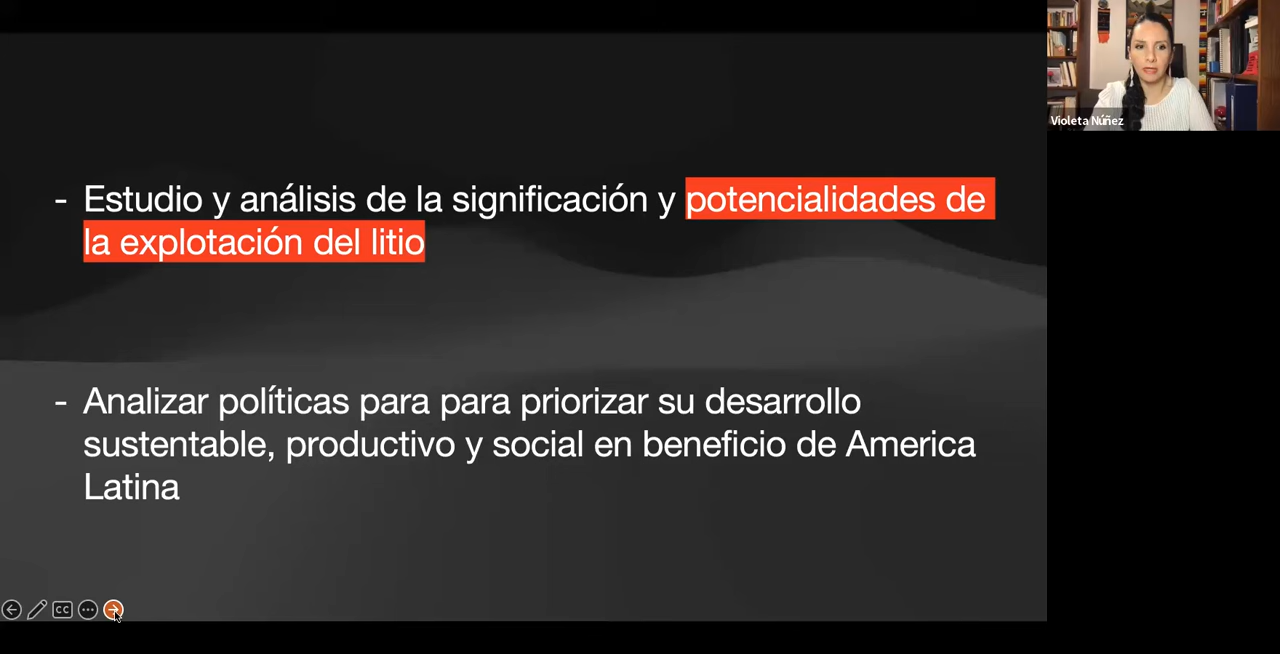 - Estudio y análisis de la significación y potencialidades de
la explotación del litio
- Analizar políticas para para priorizar su desarrollo
sustentable, productivo y social en beneficio de America
Latina
Violeta Núñez
CC